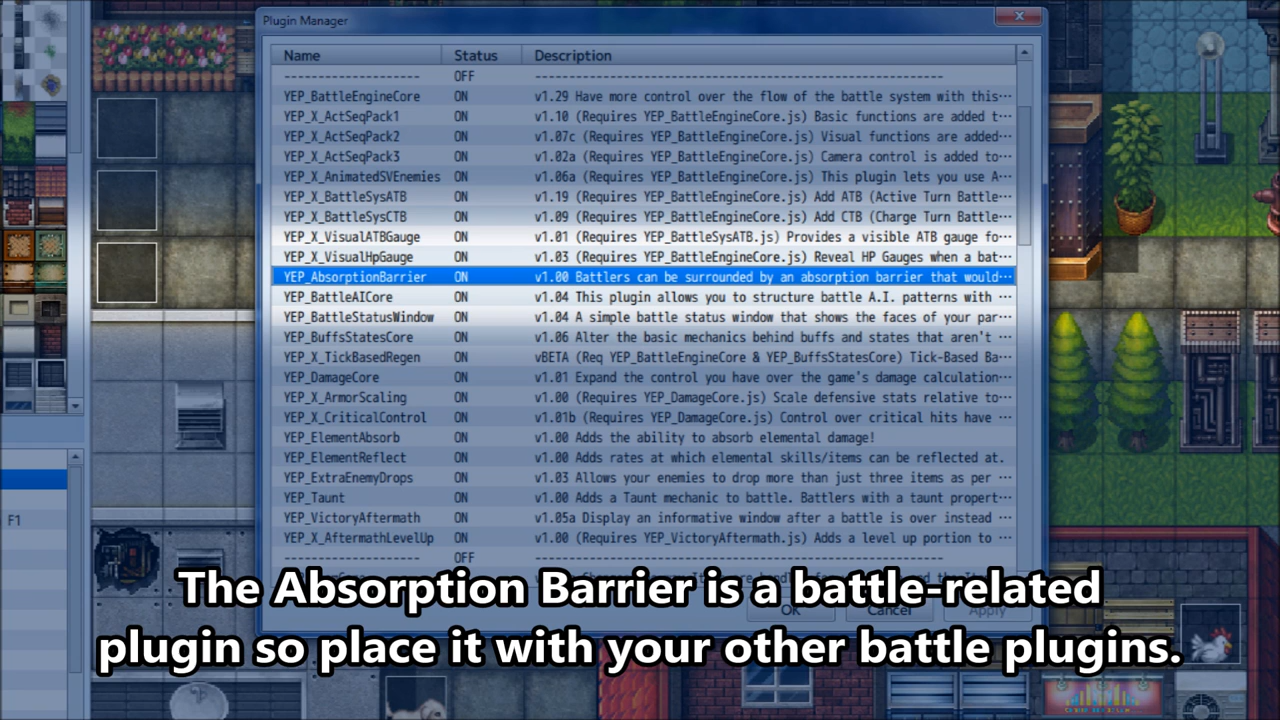 Plugin Manager
Name Status Description
-------------------- OFF ------------------------------------------------------------
YEP_BattleEngineCore ON v1.29 Have more control over the flow of the battle system with this⋯
YEP_X_ActSeqPack1 ON v1.10 (Requires YEP_BattleEngineCore.js) Basic functions are added t⋯
YEP_X_ActSeqPack2 ON v1.07c (Requires YEP_BattleEngineCore.js) Visual functions are added⋯
YEP_X_ActSeqPack3 ON v1.02a (Requires YEP_BattleEngineCore.js) Camera control is added to⋯
YEP_X_AnimatedSVEnemies ON v1.06a (Requires YEP_BattleEngineCore.js) This plugin lets you use A⋯
YEP_X_BattleSysATB ON v1.19 (Requires YEP_BattleEngineCore.js) Add ATB (Active Turn Battle⋯
YEP_X_BattleSysCTB ON v1.09 (Requires YEP_BattleEngineCore.js) Add CTB (Charge Turn Battle⋯
YEP_X_VisualATBGauge ON v1.01 (Requires YEP_BattleSysATB.js) Provides a visible ATB gauge fo⋯
YEP_X_VisualHpGauge ON v1.03 (Requires YEP_BattleEngineCore.js) Reveal HP Gauges when a bat⋯
YEP_AbsorptionBarrier ON v1.00 Battlers can be surrounded by an absorption barrier that would⋯
YEP_BattleAICore ON v1.04 This plugin allows you to structure battle A.I. patterns with ⋯
YEP_BattleStatusWindow ON v1.04 A simple battle status window that shows the faces of your par⋯
YEP_BuffsStatesCore ON v1.06 Alter the basic mechanics behind buffs and states that aren't ⋯
YEP_X_TickBasedRegen ON vBETA (Req YEP_BattleEngineCore & YEP_BuffsStatesCore) Tick-Based Ba⋯
YEP_DamageCore ON v1.01 Expand the control you have over the game's damage calculation⋯
YEP_X_ArmorScaling ON v1.00 (Requires YEP_DamageCore.js) Scale defensive stats relative to⋯
YEP_X_CriticalControl ON v1.01b (Requires YEP_DamageCore.js) Control over critical hits have ⋯
YEP_ElementAbsorb ON v1.00 Adds the ability to absorb elemental damage!
YEP_ElementReflect ON v1.00 Adds rates at which elemental skills/items can be reflected at.
YEP_ExtraEnemyDrops ON v1.03 Allows your enemies to drop more than just three items as per ⋯
YEP_Taunt ON v1.00 Adds a Taunt mechanic to battle. Battlers with a taunt propert⋯
YEP_VictoryAftermath ON v1.05a Display an informative window after a battle is over instead ⋯
YEP_X_AftermathLevelUp ON v1.00 (Requires YEP_VictoryAftermath.js) Adds a level up portion to ⋯
-------------------- OFF ------------------------------------------------------------
OK Cancel Apply
F1
The Absorption Barrier is a battle-related
plugin so place it with your other battle plugins.